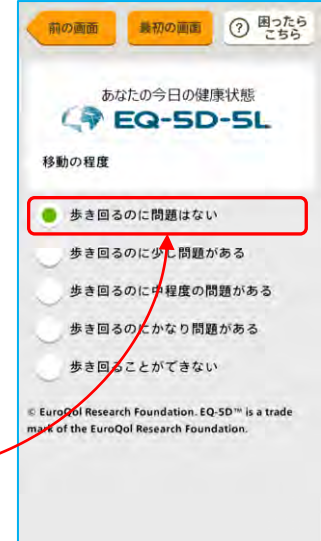 前の画面
最初の画面
? 困ったら
こちら
あなたの今日の健康状態
EQ-5D-5L
移動の程度
歩き回るのに問題はない
歩き回るのに少し問題がある
歩き回るのに中程度の問題がある
歩き回るのにかなり問題がある
歩き回ることができない
© EuroQol Research Foundation. EQ-5D™ is a trade
mark of the EuroQol Research Foundation.